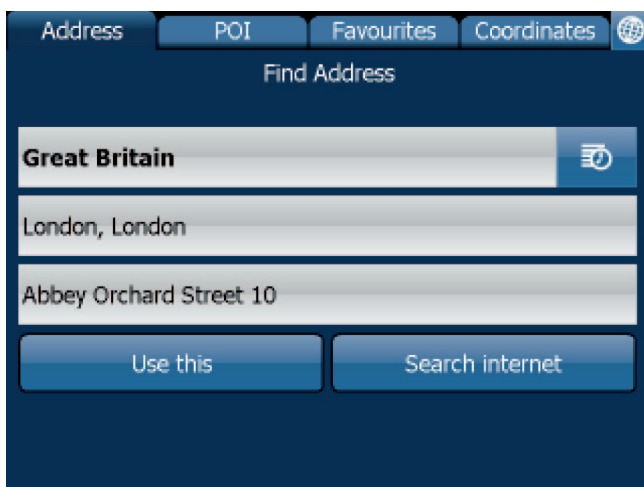 Address POI Favourites Coordinates
Find Address
Great Britain
London, London
Abbey Orchard Street 10
Use this Search internet